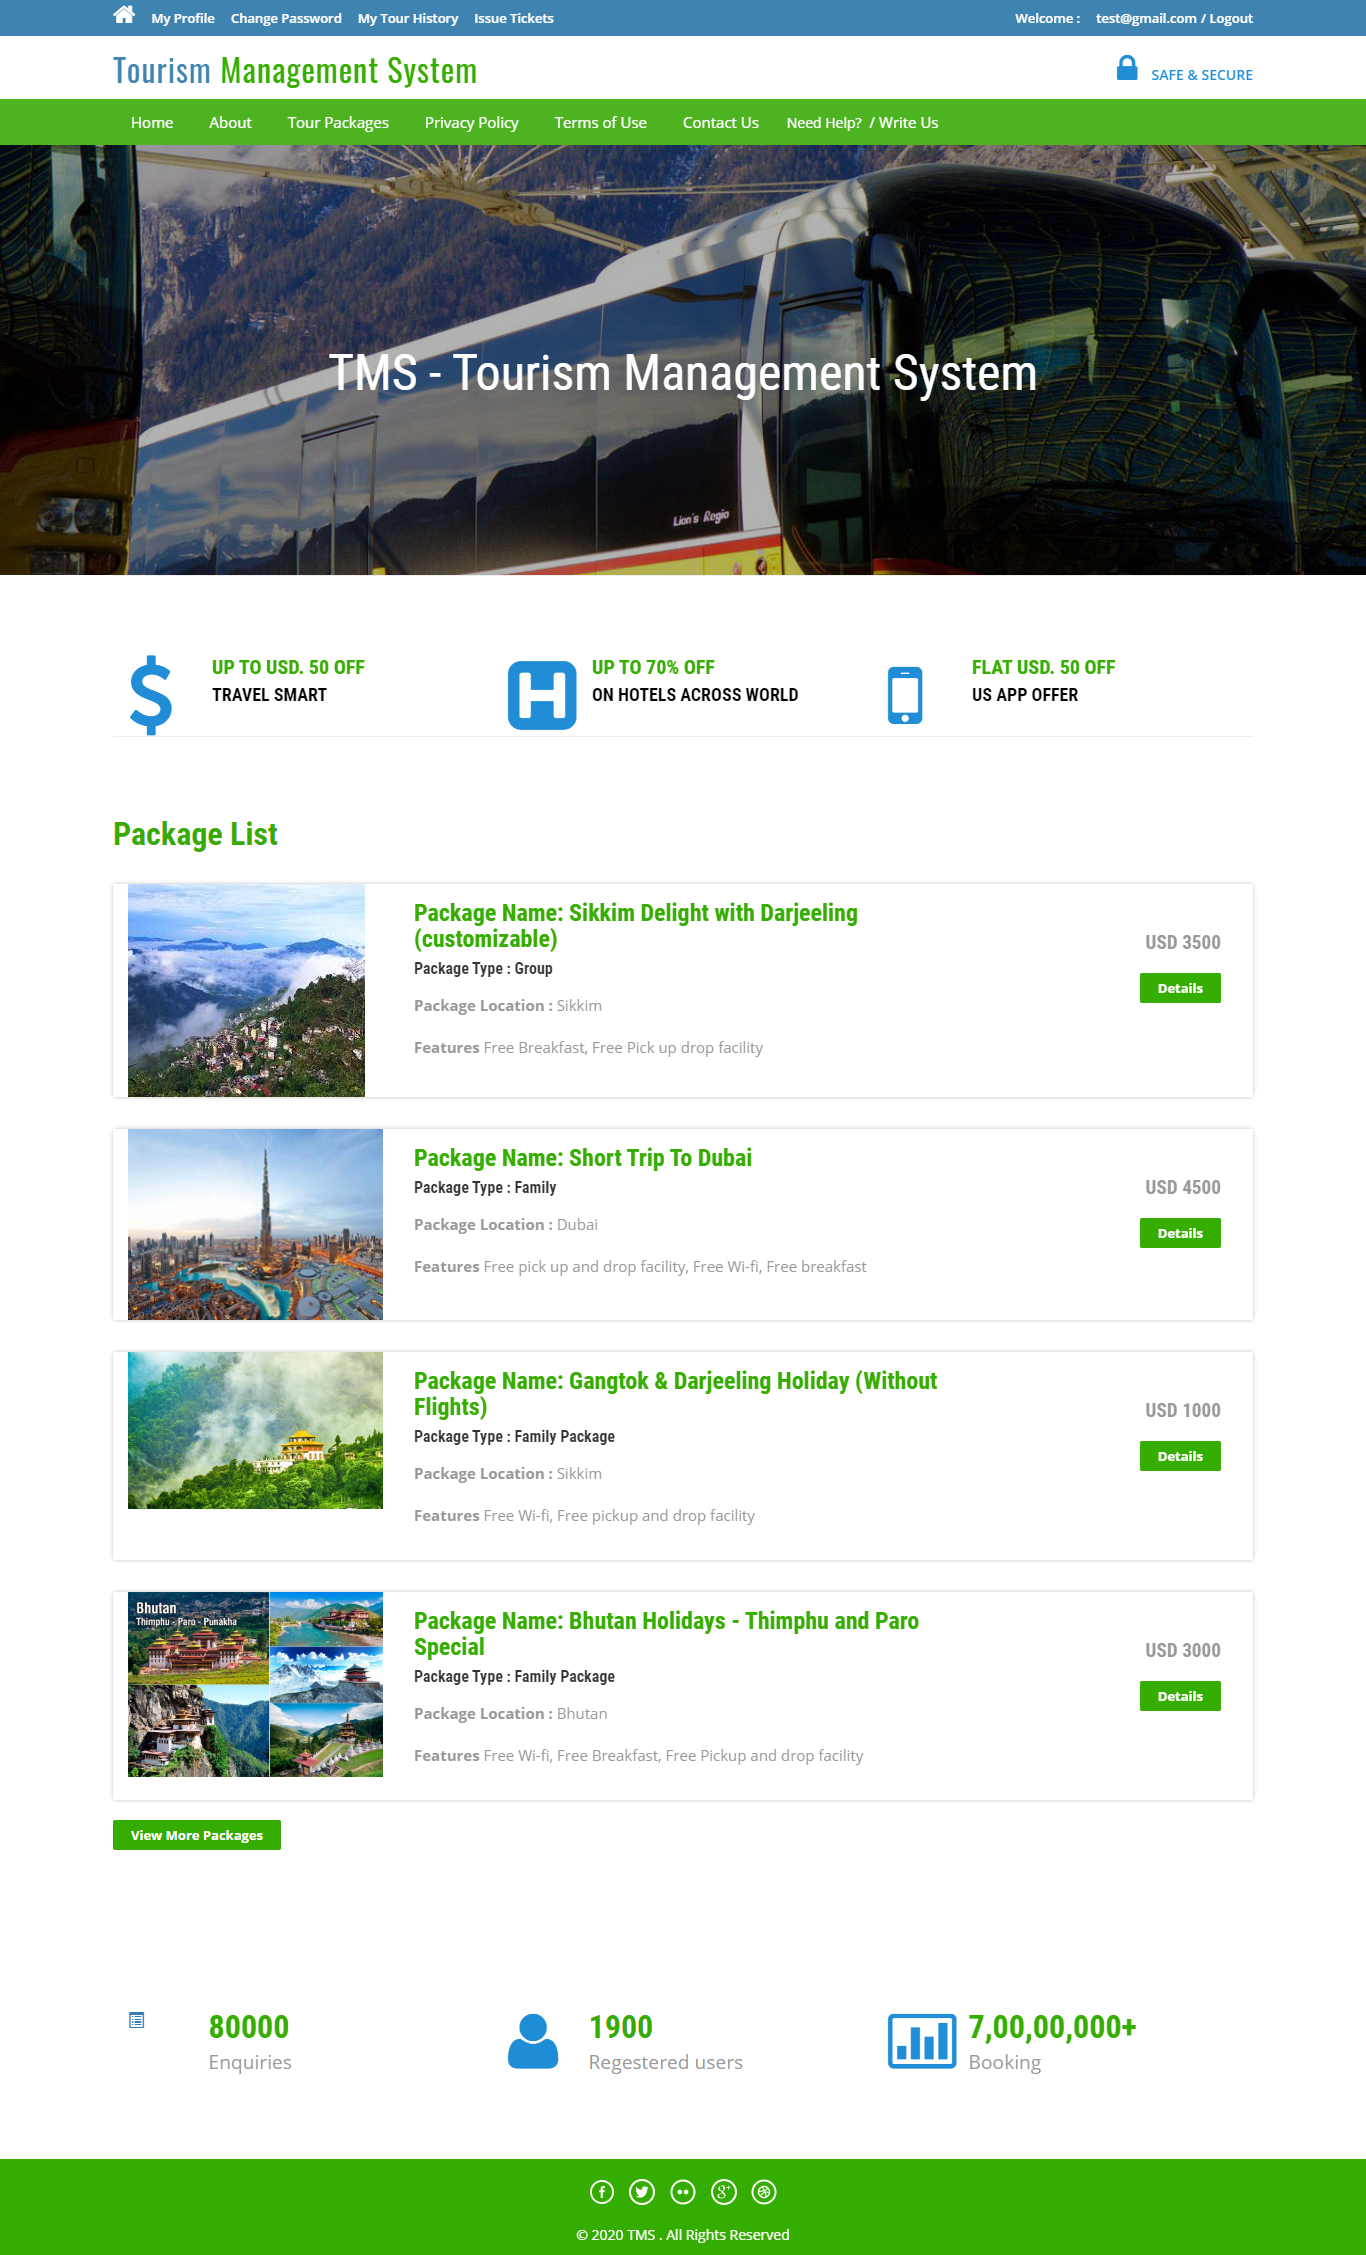 My Profile Change Password My Tour History Issue Tickets Welcome : test@gmail.com / Logout
Tourism Management System SAFE & SECURE
Home About Tour Packages Privacy Policy Terms of Use Contact Us Need Help? / Write Us
TMS - Tourism Management System
Lion's Regio
UP TO USD. 50 OFF
TRAVEL SMART
UP TO 70% OFF
ON HOTELS ACROSS WORLD
FLAT USD. 50 OFF
US APP OFFER
Package List
Package Name: Sikkim Delight with Darjeeling
(customizable)
Package Type : Group
Package Location : Sikkim
Features Free Breakfast, Free Pick up drop facility
USD 3500
Details
Package Name: Short Trip To Dubai
Package Type : Family
Package Location : Dubai
Features Free pick up and drop facility, Free Wi-fi, Free breakfast
USD 4500
Details
Package Name: Gangtok & Darjeeling Holiday (Without
Flights)
Package Type : Family Package
Package Location : Sikkim
Features Free Wi-fi, Free pickup and drop facility
USD 1000
Details
Bhutan
Thimphu - Paro - Punakha
Package Name: Bhutan Holidays - Thimphu and Paro
Special
Package Type : Family Package
Package Location : Bhutan
Features Free Wi-fi, Free Breakfast, Free Pickup and drop facility
USD 3000
Details
View More Packages
80000
Enquiries
1900
Regestered users
7,00,00,000+
Booking
© 2020 TMS . All Rights Reserved